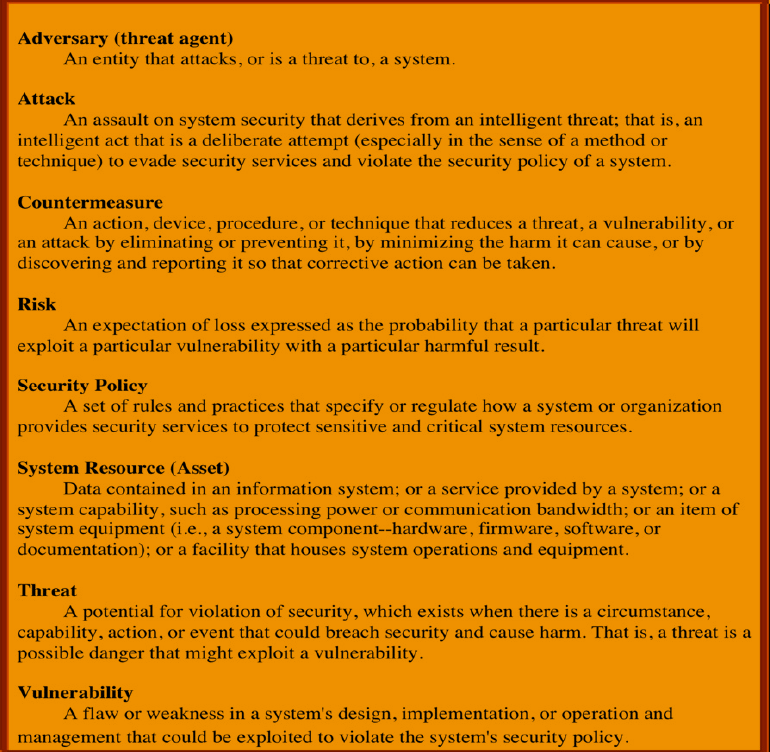 Adversary (threat agent)
An entity that attacks, or is a threat to, a system.
Attack
An assault on system security that derives from an intelligent threat; that is, an
intelligent act that is a deliberate attempt (especially in the sense of a method or
technique) to evade security services and violate the security policy of a system.
Countermeasure
An action, device, procedure, or technique that reduces a threat, a vulnerability, or
an attack by eliminating or preventing it, by minimizing the harm it can cause, or by
discovering and reporting it so that corrective action can be taken.
Risk
An expectation of loss expressed as the probability that a particular threat will
exploit a particular vulnerability with a particular harmful result.
Security Policy
A set of rules and practices that specify or regulate how a system or organization
provides security services to protect sensitive and critical system resources.
System Resource (Asset)
Data contained in an information system; or a service provided by a system; or a
system capability, such as processing power or communication bandwidth; or an item of
system equipment (i.e., a system component--hardware, firmware, software, or
documentation); or a facility that houses system operations and equipment.
Threat
A potential for violation of security, which exists when there is a circumstance,
capability, action, or event that could breach security and cause harm. That is, a threat is a
possible danger that might exploit a vulnerability.
Vulnerability
A flaw or weakness in a system's design, implementation, or operation and
management that could be exploited to violate the system's security policy.